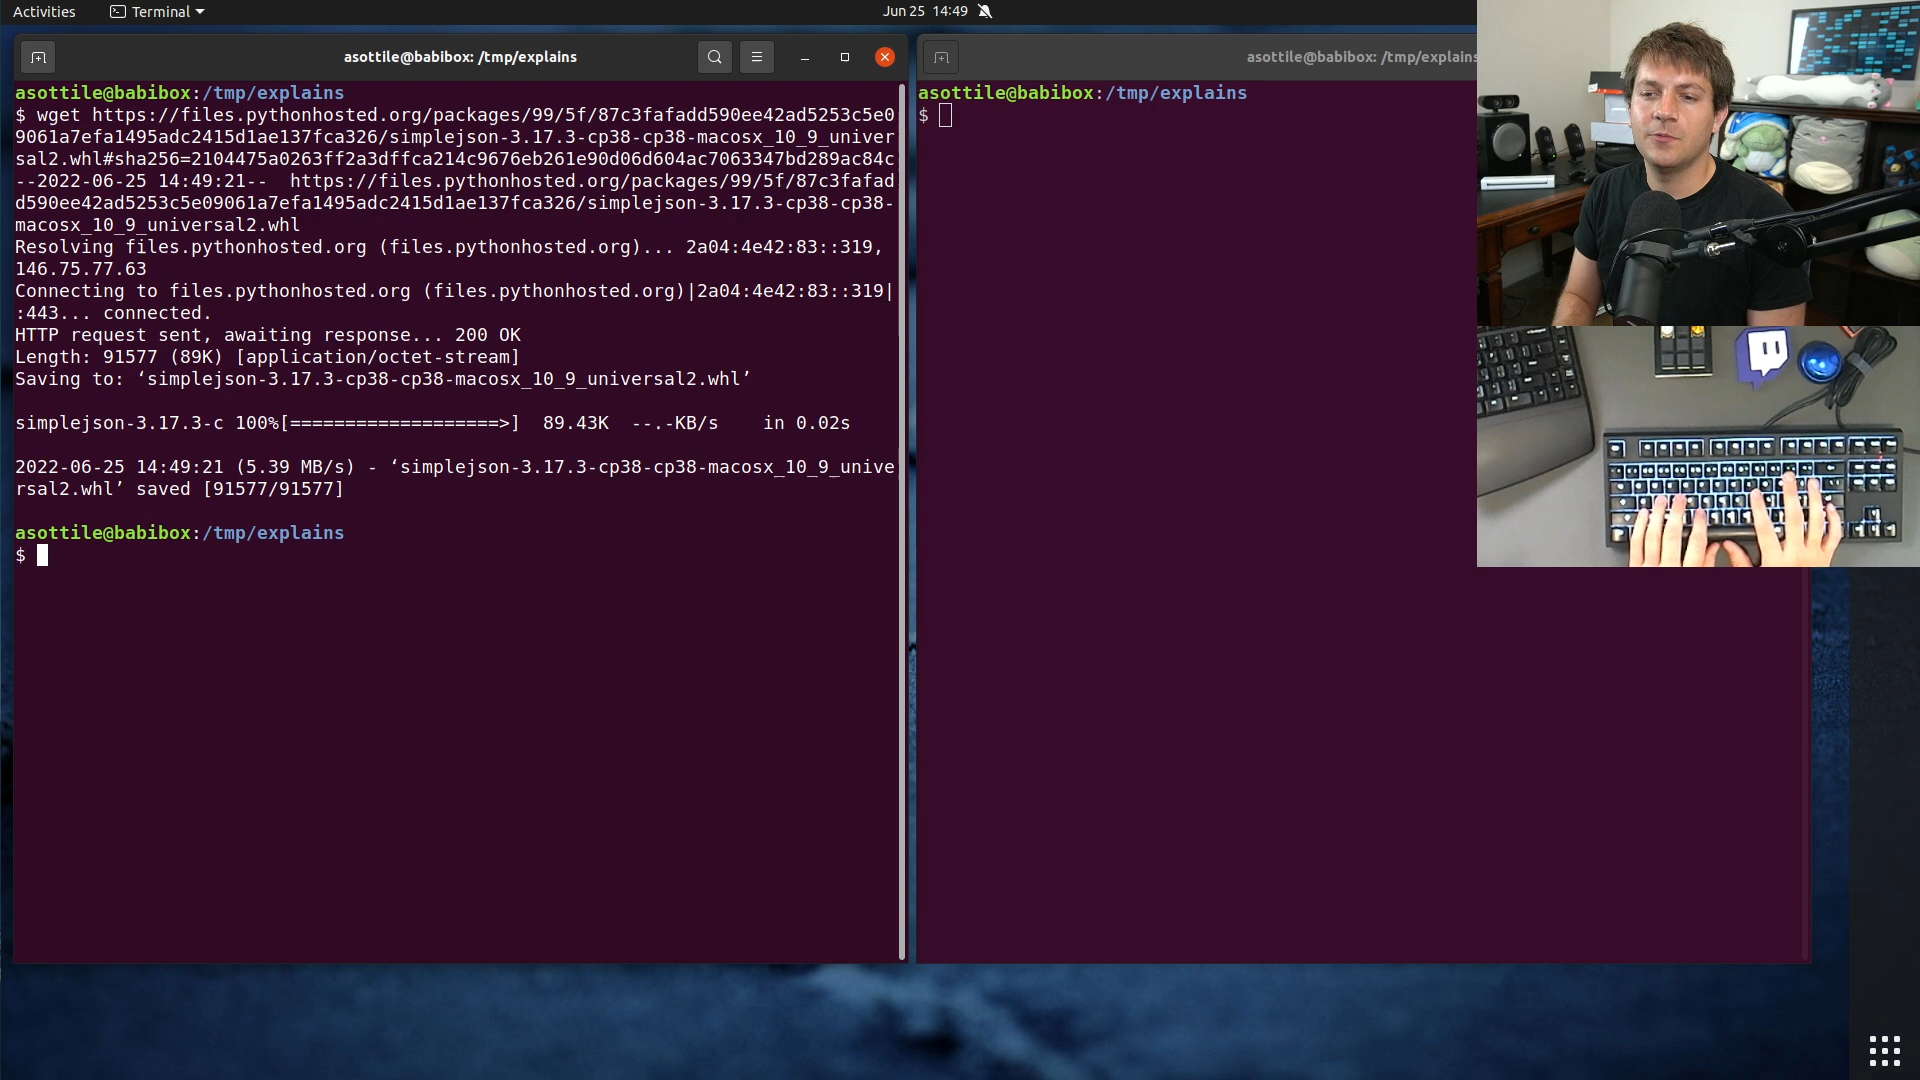 Activities
Terminal
Jun 25 14:49
asottile@babibox: /tmp/explains
asottile@babibox:/tmp/explains
$ wget https://files.pythonhosted.org/packages/99/5f/87c3fafadd590ee42ad5253c5e0
9061a7efa1495adc2415d1ae137fca326/simplejson-3.17.3-cp38-cp38-macosx_10_9_univer
sal2.whl#sha256=2104475a0263ff2a3dffca214c9676eb261e90d06d604ac7063347bd289ac84c
--2022-06-25 14:49:21--  https://files.pythonhosted.org/packages/99/5f/87c3fafad
d590ee42ad5253c5e09061a7efa1495adc2415d1ae137fca326/simplejson-3.17.3-cp38-cp38-
macosx_10_9_universal2.whl
Resolving files.pythonhosted.org (files.pythonhosted.org)... 2a04:4e42:83::319,
146.75.77.63
Connecting to files.pythonhosted.org (files.pythonhosted.org)|2a04:4e42:83::319|
:443... connected.
HTTP request sent, awaiting response... 200 OK
Length: 91577 (89K) [application/octet-stream]
Saving to: ‘simplejson-3.17.3-cp38-cp38-macosx_10_9_universal2.whl’
simplejson-3.17.3-c 100%[===================>]  89.43K  --.-KB/s    in 0.02s
2022-06-25 14:49:21 (5.39 MB/s) - ‘simplejson-3.17.3-cp38-cp38-macosx_10_9_unive
rsal2.whl’ saved [91577/91577]
asottile@babibox:/tmp/explains
$
asottile@babibox: /tmp/explains
asottile@babibox:/tmp/explains
$